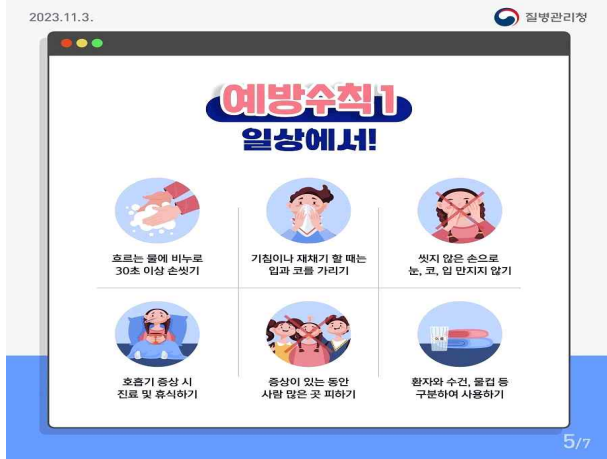 2023.11.3.
질병관리청
예방수칙1
일상에서!
흐르는 물에 비누로
30초 이상 손씻기
기침이나 재채기 할 때는
입과 코를 가리기
씻지 않은 손으로
눈, 코, 입 만지지 않기
호흡기 증상 시
진료 및 휴식하기
증상이 있는 동안
사람 많은 곳 피하기
환자와 수건, 물컵 등
구분하여 사용하기
5/7